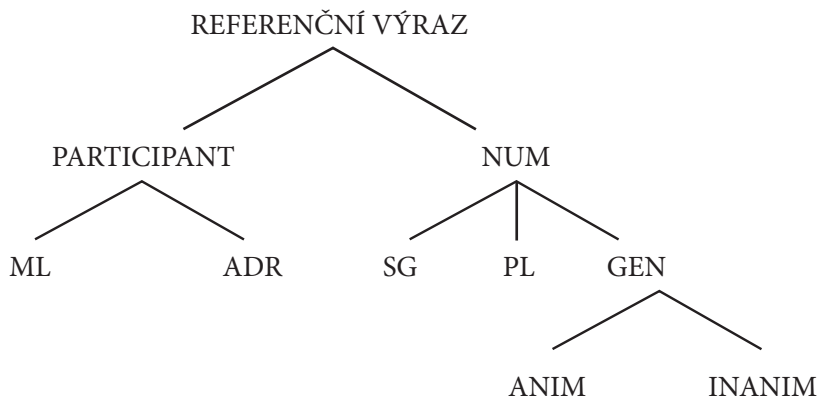 REFERENČNÍ VÝRAZ
PARTICIPANT NUM
ML ADR SG PL GEN
ANIM INANIM